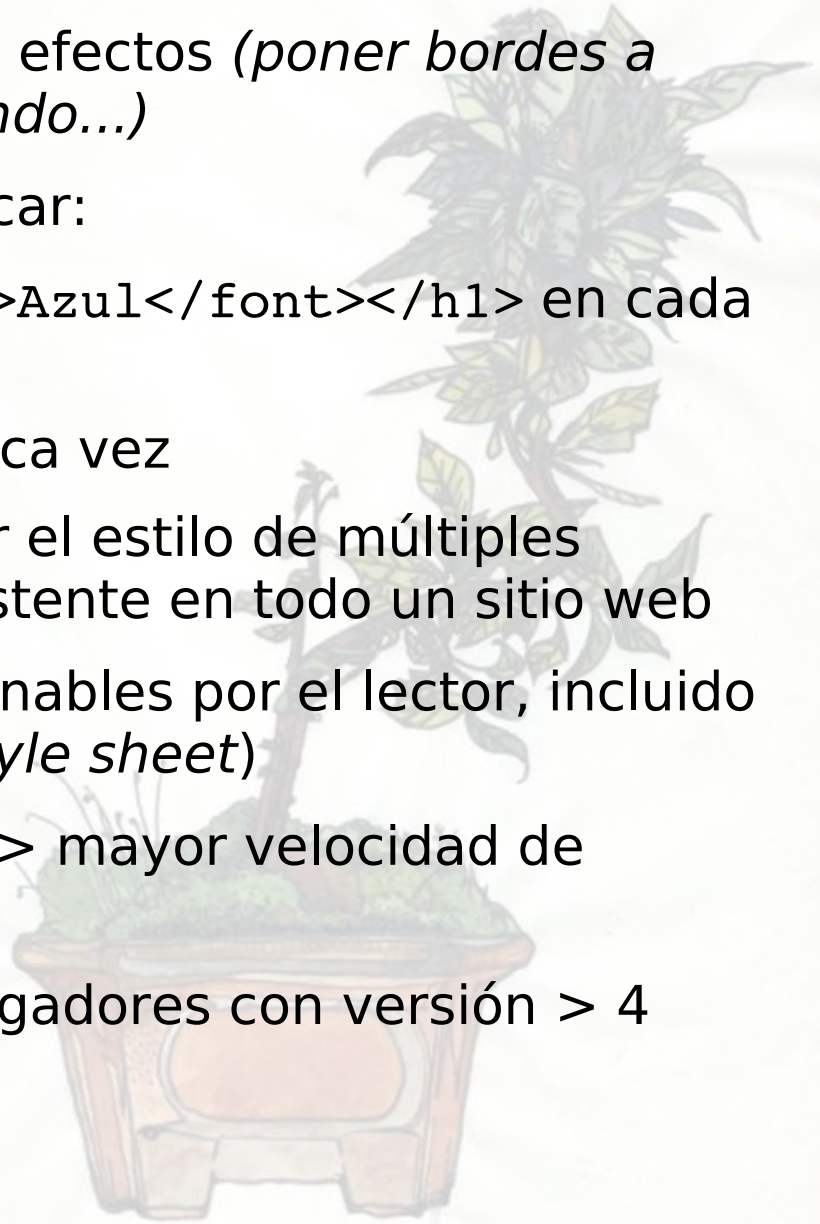 efectos (poner bordes a
ndo...)
car:
>Azul</font></h1> en cada
ca vez
r el estilo de múltiples
stente en todo un sitio web
nables por el lector, incluido
yle sheet)
> mayor velocidad de
gadores con versión > 4